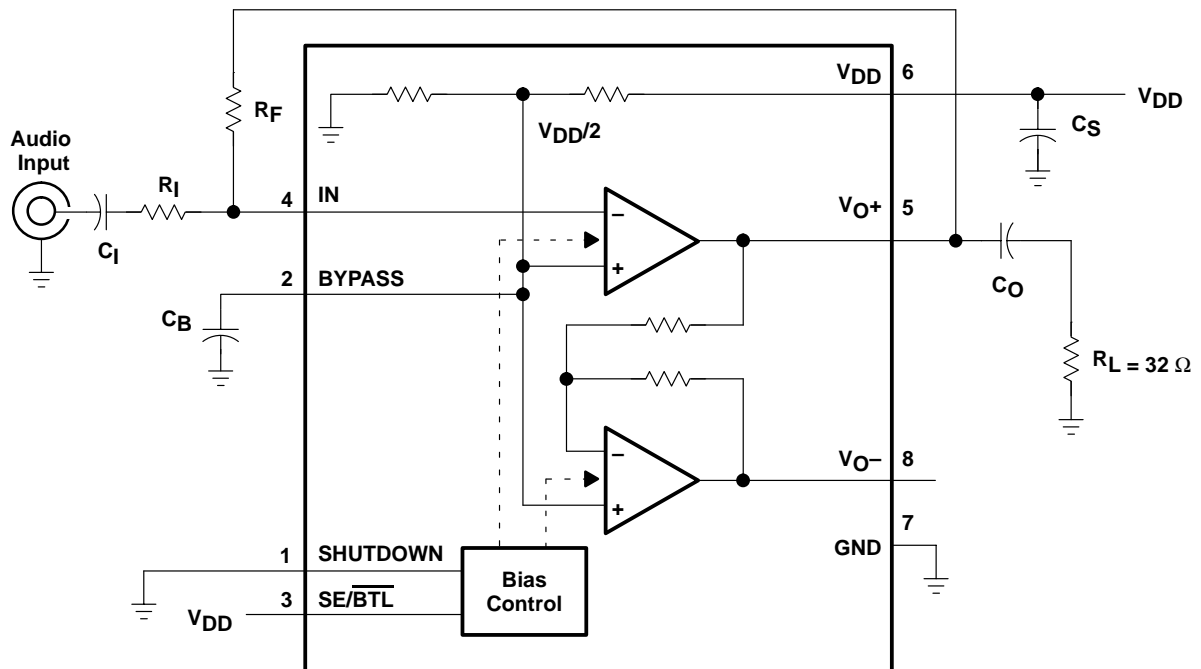 VDD 6
VDD
RF
CS
VDD/2
Audio
Input
RI
4 IN
VO+ 5
CI
2 BYPASS
CO
CB
RL = 32 Ω
VO− 8
7
GND
1 SHUTDOWN
Bias
Control
3 SE/BTL
VDD
−
+
−
+